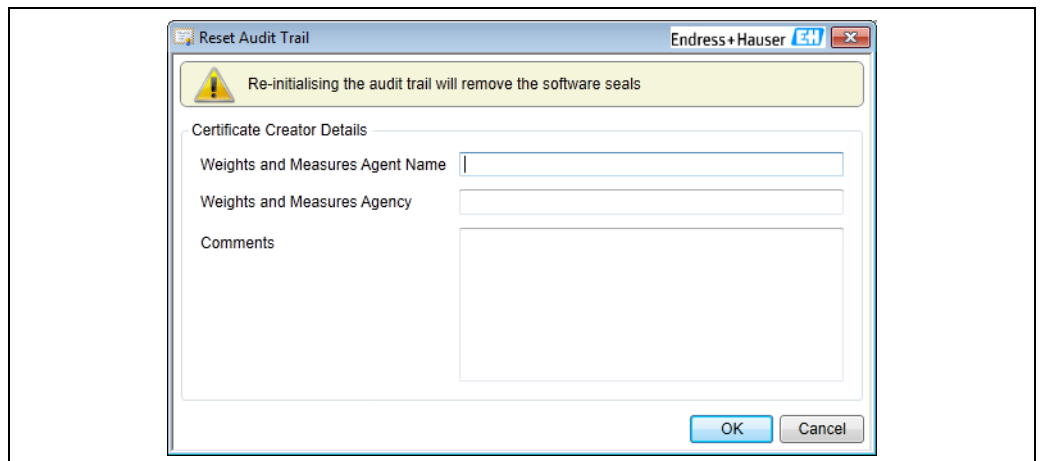 Reset Audit Trail Endress+Hauser EH
Re-initialising the audit trail will remove the software seals
Certificate Creator Details
Weights and Measures Agent Name
Weights and Measures Agency
Comments
OK Cancel